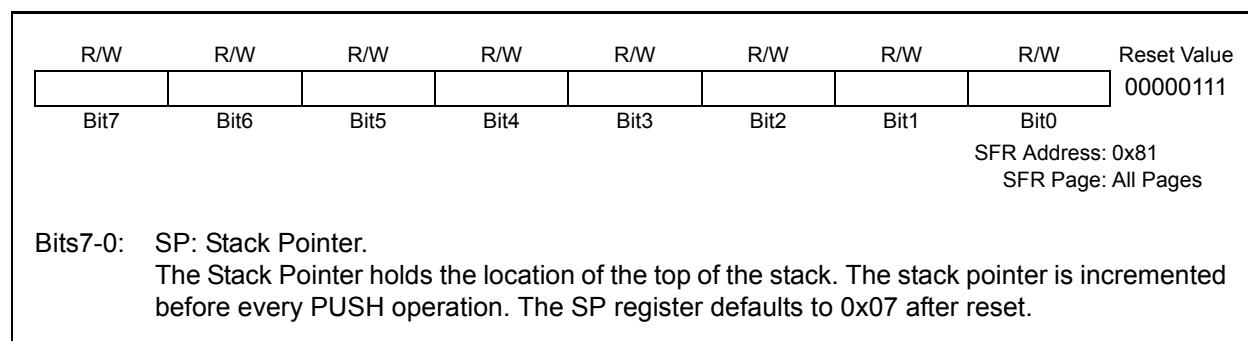 R/W R/W R/W R/W R/W R/W R/W R/W Reset Value
00000111
Bit7 Bit6 Bit5 Bit4 Bit3 Bit2 Bit1 Bit0
SFR Address: 0x81
SFR Page: All Pages
Bits7-0: SP: Stack Pointer.
The Stack Pointer holds the location of the top of the stack. The stack pointer is incremented
before every PUSH operation. The SP register defaults to 0x07 after reset.